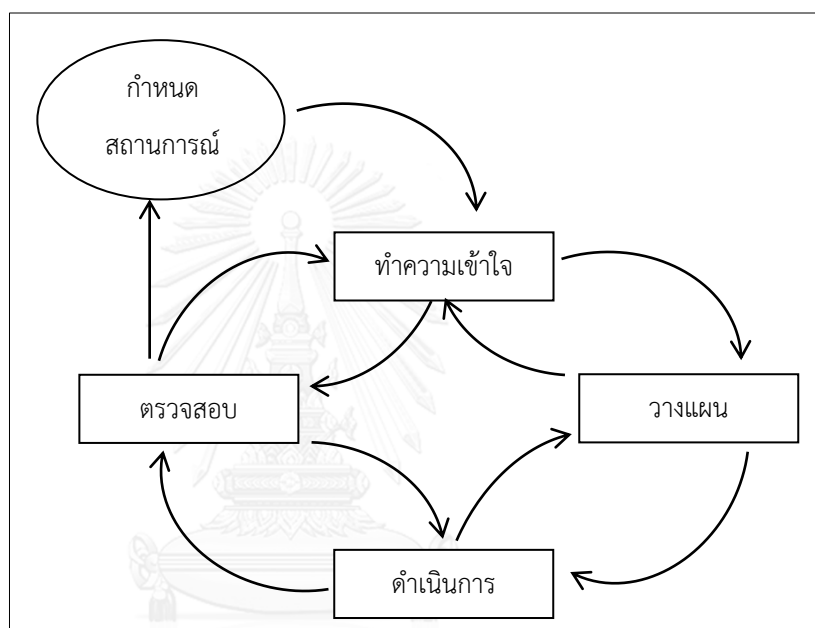 กำหนด
สถานการณ์
ทำความเข้าใจ
ตรวจสอบ
วางแผน
ดำเนินการ